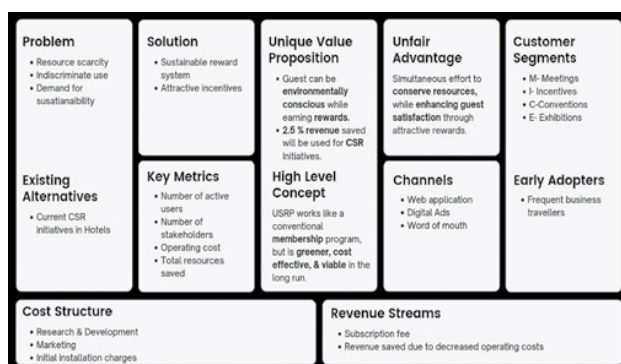 Problem
• Resource scarcity
• Indiscriminate use
• Demand for
susatianaibility
Existing
Alternatives
• Current CSR
initiatives in Hotels
Solution
• Sustainable reward
system
• Attractive incentives
Key Metrics
• Number of active
users
• Number of
stakeholders
• Operating cost
• Total resources
saved
Unique Value
Proposition
• Guest can be
environmentally
conscious while
earning rewards.
• 2.5 % revenue saved
will be used for CSR
Initiatives.
High Level
Concept
USRP works like a
conventional
membership program,
but is greener, cost
effective, & viable in the
long run.
Unfair
Advantage
Simultaneous effort to
conserve resources,
while enhancing guest
satisfaction through
attractive rewards.
Channels
• Web application
• Digital Ads
• Word of mouth
Customer
Segments
• M- Meetings
• I- Incentives
• C-Conventions
• E- Exhibitions
Early Adopters
• Frequent business
travellers
Cost Structure
• Research & Development
• Marketing
• Initial installation charges
Revenue Streams
• Subscription fee
• Revenue saved due to decreased operating costs